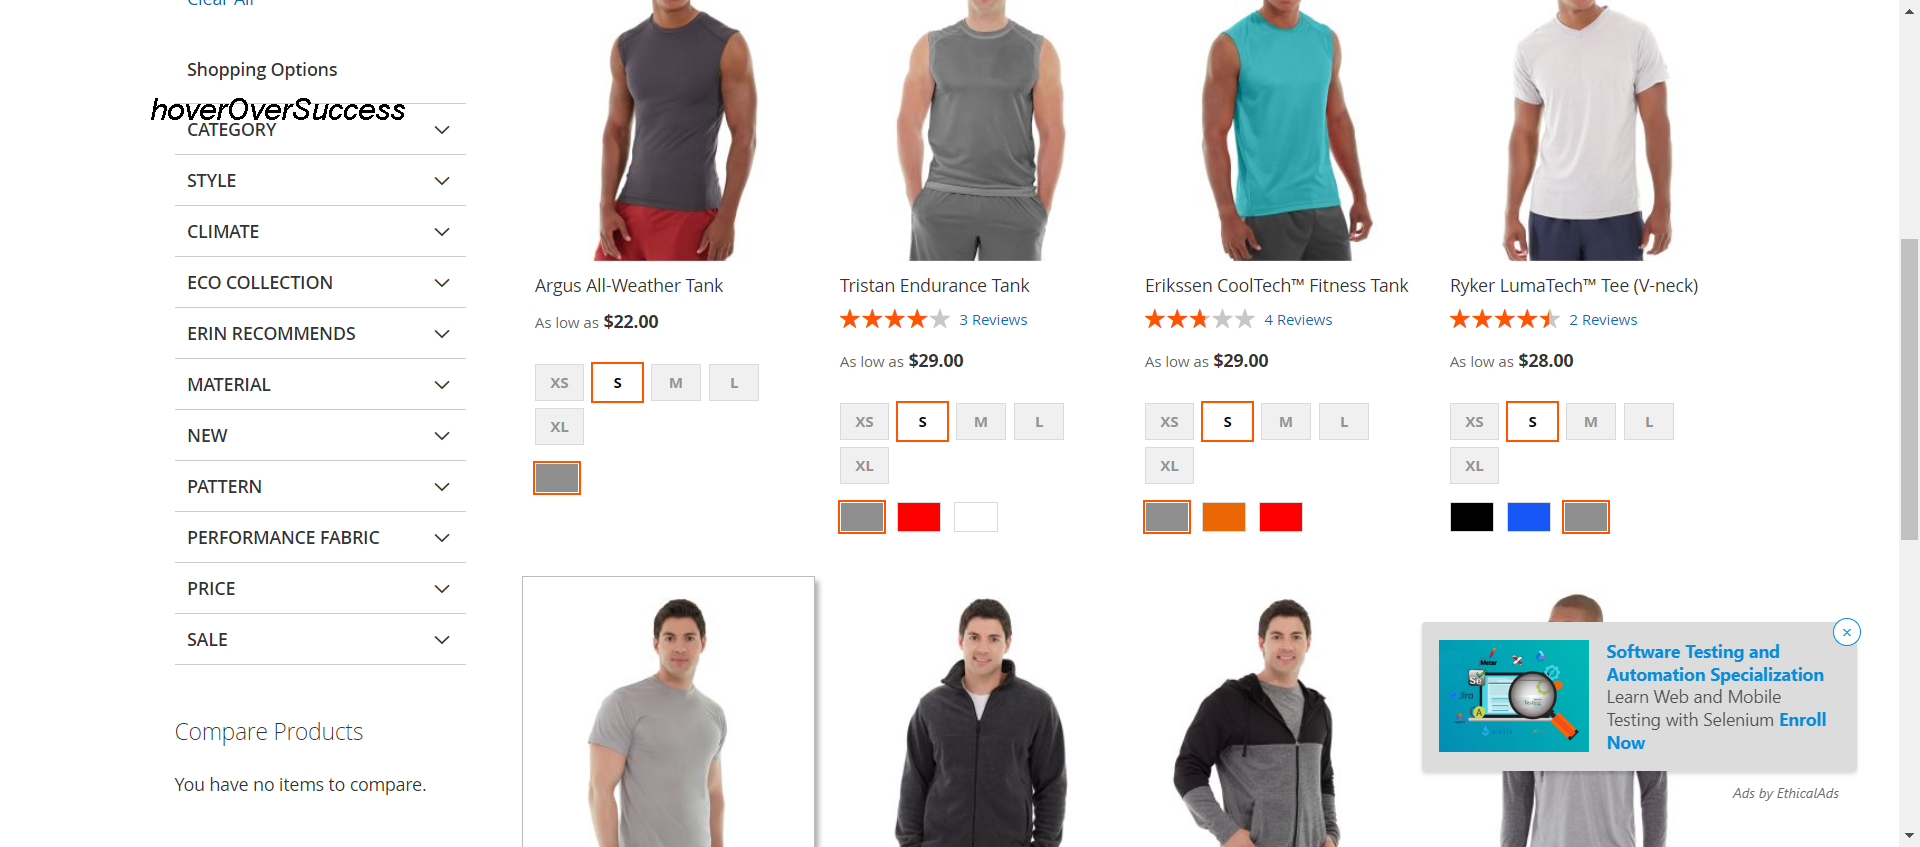 Clear All
Shopping Options
hoverOverSuccess
CATEGORY
STYLE
CLIMATE
ECO COLLECTION
ERIN RECOMMENDS
MATERIAL
NEW
PATTERN
PERFORMANCE FABRIC
PRICE
SALE
Compare Products
You have no items to compare.
Argus All-Weather Tank
As low as $22.00
XS S M L
XL
Tristan Endurance Tank
3 Reviews
As low as $29.00
XS S M L
XL
Erikssen CoolTech™ Fitness Tank
4 Reviews
As low as $29.00
XS S M L
XL
Ryker LumaTech™ Tee (V-neck)
2 Reviews
As low as $28.00
XS S M L
XL
Meter
Se
Jira
A
Testing
Software Testing and
Automation Specialization
Learn Web and Mobile
Testing with Selenium Enroll
Now
Ads by EthicalAds